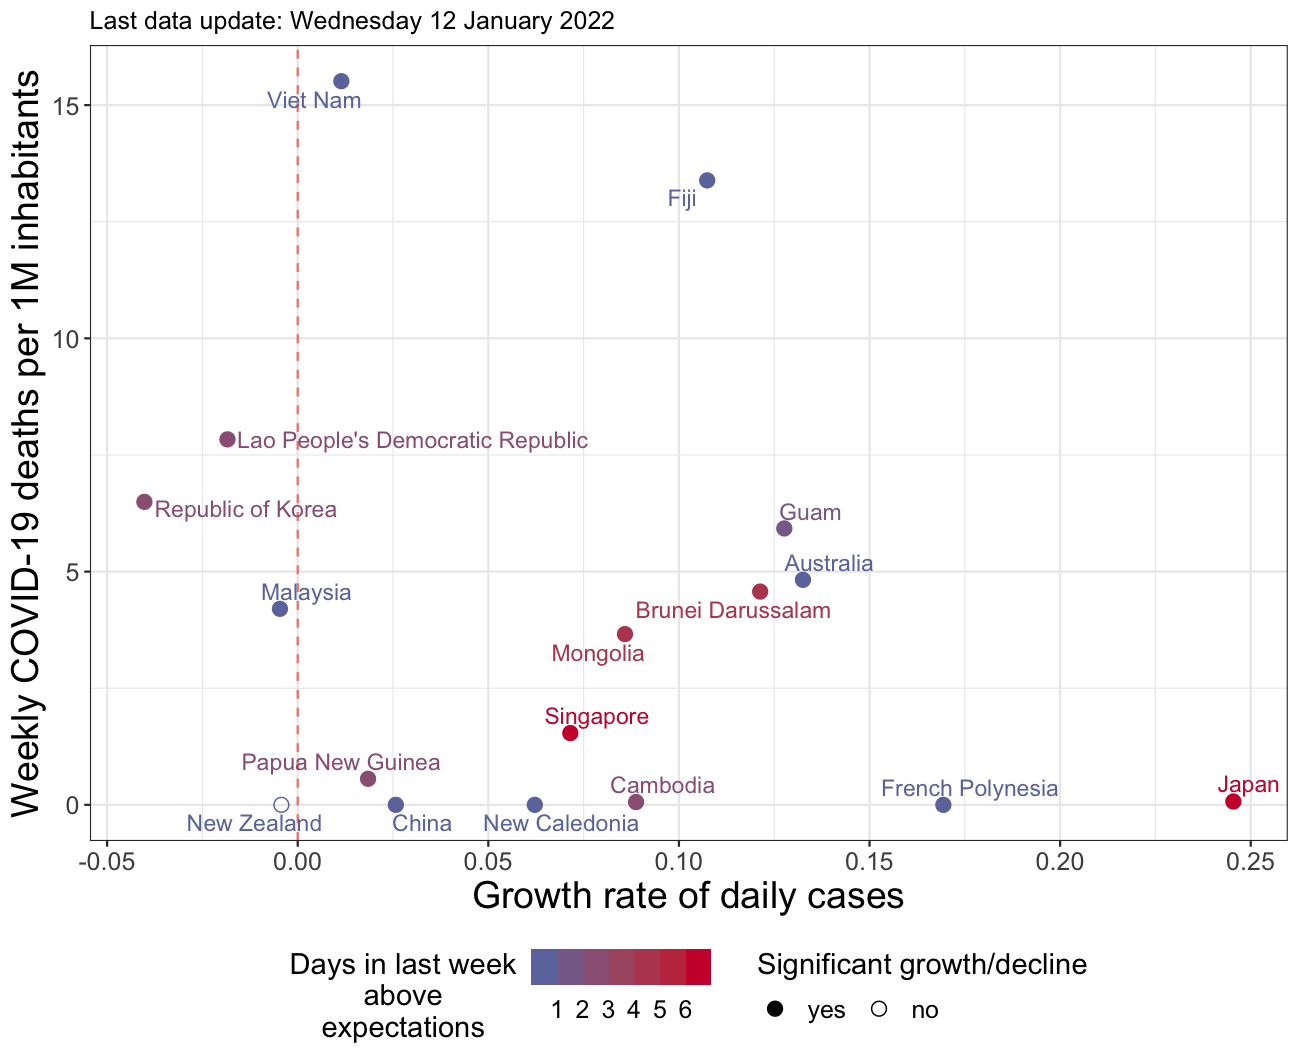 Last data update: Wednesday 12 January 2022
Weekly COVID-19 deaths per 1M inhabitants
15
10
5
0
Viet Nam
Fiji
Lao People's Democratic Republic
Republic of Korea
Guam
Australia
Malaysia
Brunei Darussalam
Mongolia
Singapore
Papua New Guinea
Cambodia
French Polynesia
Japan
New Zealand
China
New Caledonia
-0.05
0.00
0.05
0.10
0.15
0.20
0.25
Growth rate of daily cases
Days in last week
above
expectations
1 2 3 4 5 6
Significant growth/decline
yes
no